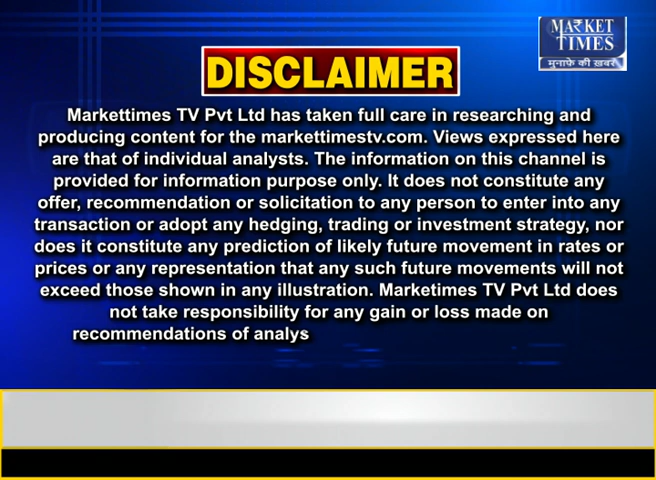 MARKET
TIMES
मुनाफे की ख़बर
DISCLAIMER
Markettimes TV Pvt Ltd has taken full care in researching and
producing content for the markettimestv.com. Views expressed here
are that of individual analysts. The information on this channel is
provided for information purpose only. It does not constitute any
offer, recommendation or solicitation to any person to enter into any
transaction or adopt any hedging, trading or investment strategy, nor
does it constitute any prediction of likely future movement in rates or
prices or any representation that any such future movements will not
exceed those shown in any illustration. Marketimes TV Pvt Ltd does
not take responsibility for any gain or loss made on
recommendations of analys